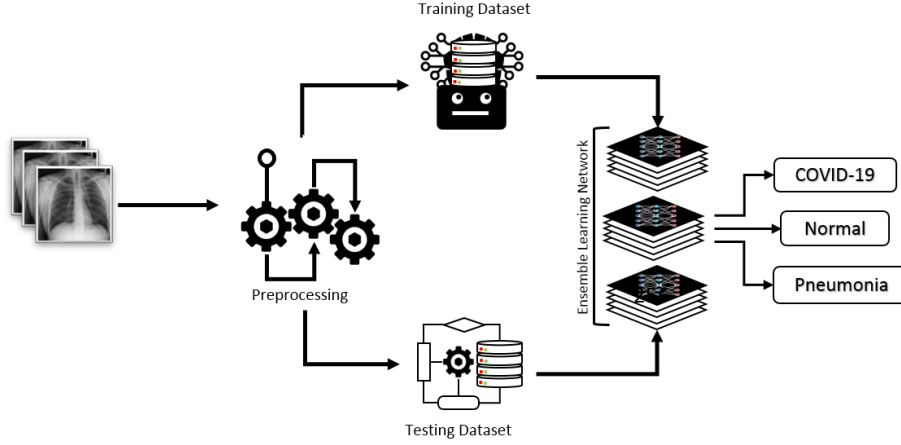 Training Dataset
Preprocessing
Ensemble Learning Network
COVID-19
Normal
Pneumonia
Testing Dataset